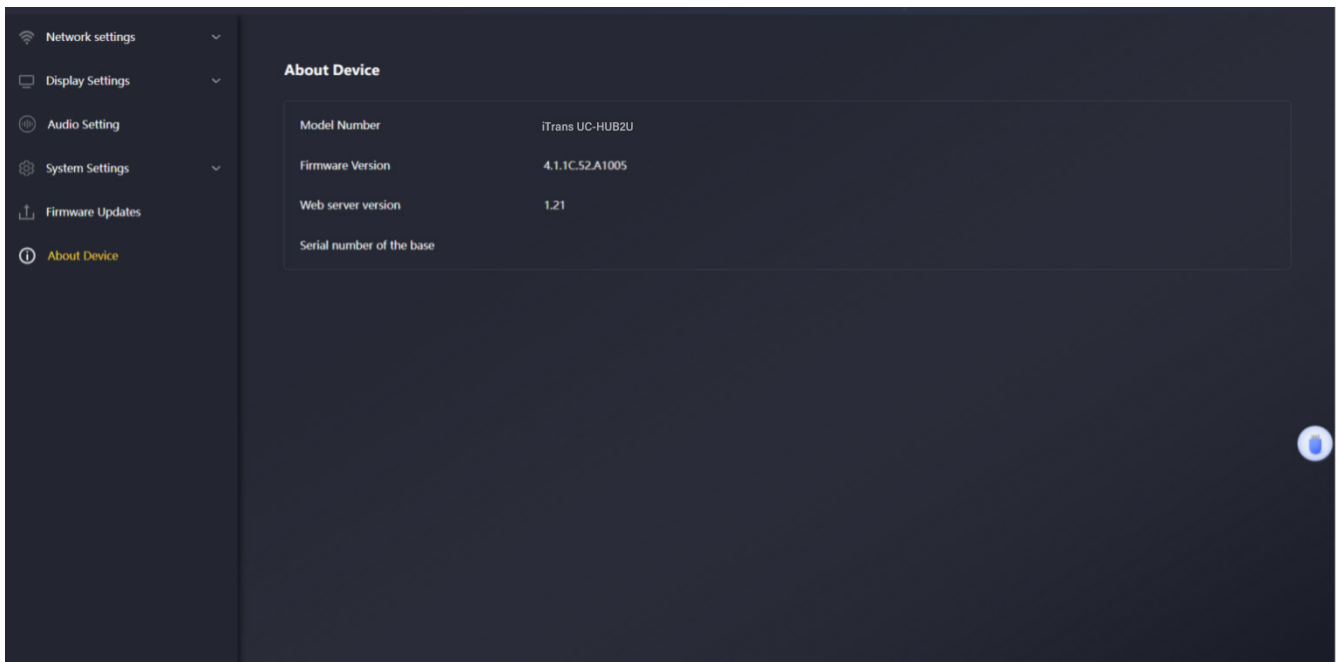 Network settings
Display Settings
Audio Setting
System Settings
Firmware Updates
About Device
About Device
Model Number iTrans UC-HUB2U
Firmware Version 4.1.1C.52.A1005
Web server version 1.21
Serial number of the base